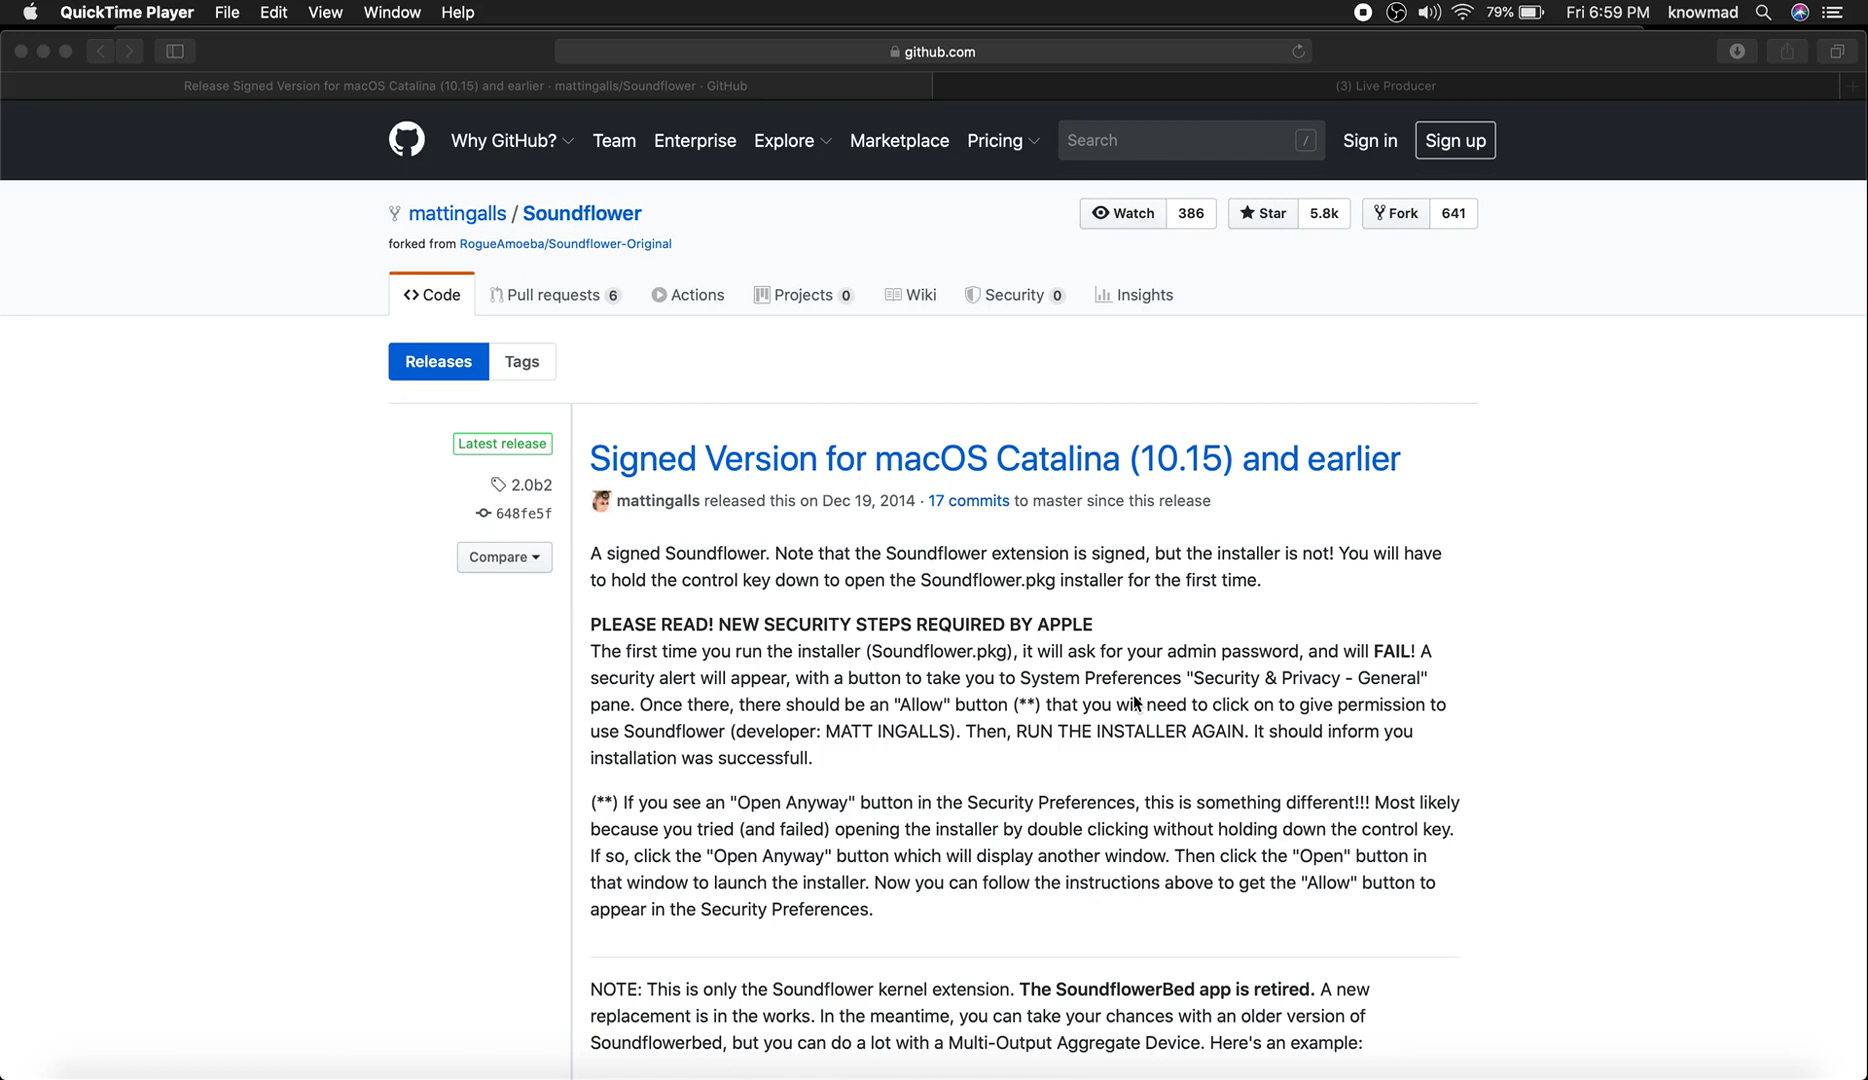 QuickTime Player File Edit View Window Help 79% Fri 6:59 PM knowmad
github.com
Release Signed Version for macOS Catalina (10.15) and earlier · mattingalls/Soundflower · GitHub (3) Live Producer
Why GitHub? Team Enterprise Explore Marketplace Pricing Search / Sign in Sign up
mattingalls / Soundflower Watch 386 Star 5.8k Fork 641
forked from RogueAmoeba/Soundflower-Original
<> Code Pull requests 6 Actions Projects 0 Wiki Security 0 Insights
Releases Tags
Latest release
2.0b2
648fe5f
Compare
Signed Version for macOS Catalina (10.15) and earlier
mattingalls released this on Dec 19, 2014 · 17 commits to master since this release
A signed Soundflower. Note that the Soundflower extension is signed, but the installer is not! You will have
to hold the control key down to open the Soundflower.pkg installer for the first time.
PLEASE READ! NEW SECURITY STEPS REQUIRED BY APPLE
The first time you run the installer (Soundflower.pkg), it will ask for your admin password, and will FAIL! A
security alert will appear, with a button to take you to System Preferences "Security & Privacy - General"
pane. Once there, there should be an "Allow" button (**) that you will need to click on to give permission to
use Soundflower (developer: MATT INGALLS). Then, RUN THE INSTALLER AGAIN. It should inform you
installation was successfull.
(**) If you see an "Open Anyway" button in the Security Preferences, this is something different!!! Most likely
because you tried (and failed) opening the installer by double clicking without holding down the control key.
If so, click the "Open Anyway" button which will display another window. Then click the "Open" button in
that window to launch the installer. Now you can follow the instructions above to get the "Allow" button to
appear in the Security Preferences.
NOTE: This is only the Soundflower kernel extension. The SoundflowerBed app is retired. A new
replacement is in the works. In the meantime, you can take your chances with an older version of
Soundflowerbed, but you can do a lot with a Multi-Output Aggregate Device. Here's an example: